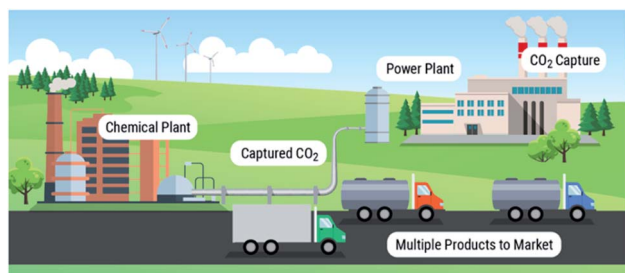 CO₂ Capture
Power Plant
Chemical Plant
Captured CO₂
Multiple Products to Market